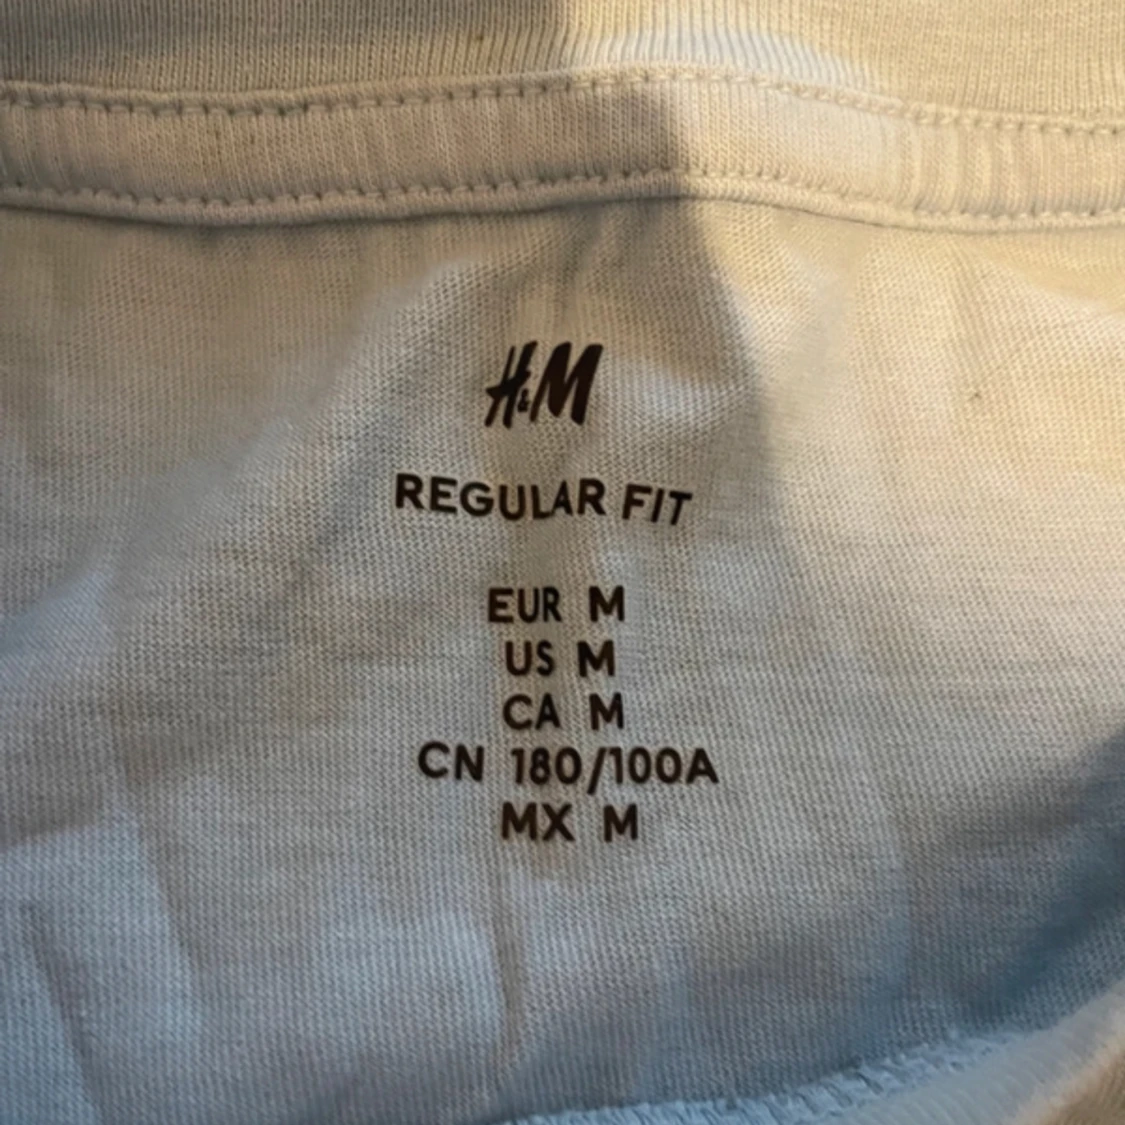 H&M
REGULAR FIT
EUR M
US M
CA M
CN 180/100A
MX M